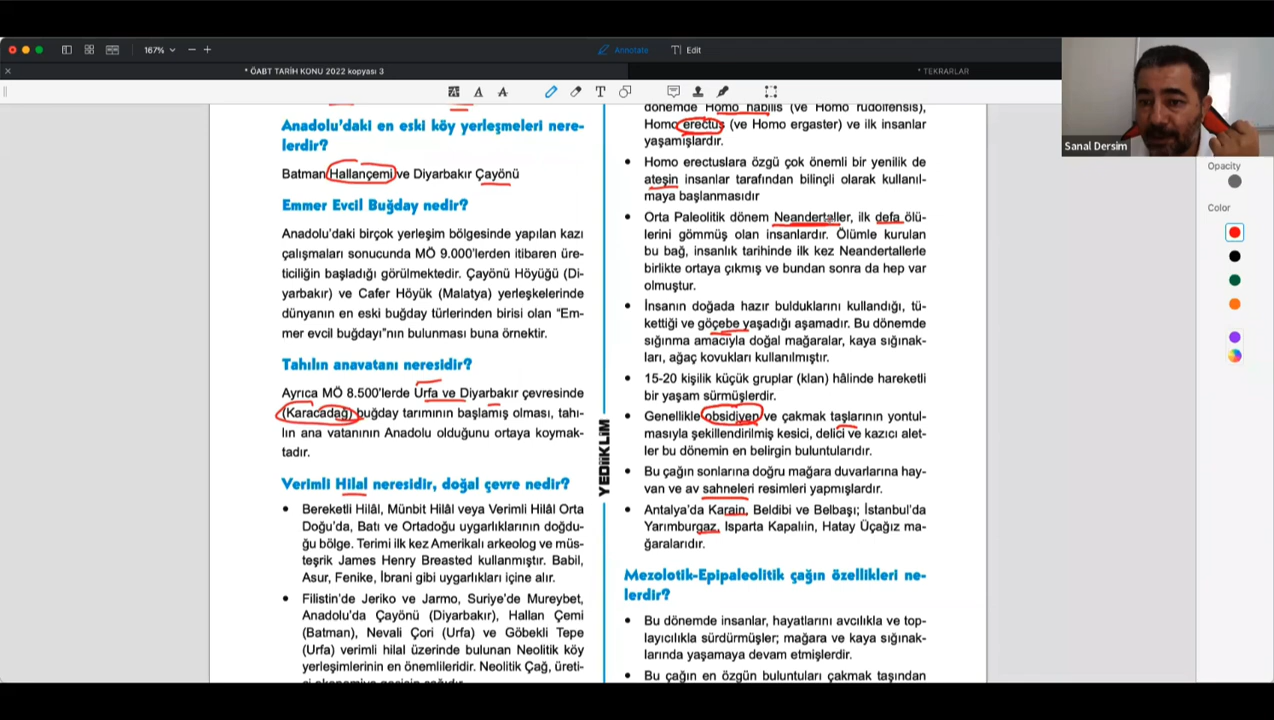 167%
Annotate
T Edit
* ÖABT TARİH KONU 2022 kopyası 3
* TEKRARLAR
Sanal Dersim
Opacity
Color
Anadolu’daki en eski köy yerleşmeleri nere-
lerdir?
Batman Hallançemi ve Diyarbakır Çayönü
Emmer Evcil Buğday nedir?
Anadolu’daki birçok yerleşim bölgesinde yapılan kazı
çalışmaları sonucunda MÖ 9.000’lerden itibaren üre-
ticiliğin başladığı görülmektedir. Çayönü Höyüğü (Di-
yarbakır) ve Cafer Höyük (Malatya) yerleşkelerinde
dünyanın en eski buğday türlerinden birisi olan “Em-
mer evcil buğdayı”nın bulunması buna örnektir.
Tahılın anavatanı neresidir?
Ayrıca MÖ 8.500’lerde Urfa ve Diyarbakır çevresinde
(Karacadağ) buğday tarımının başlamış olması, tahı-
lın ana vatanının Anadolu olduğunu ortaya koymak-
tadır.
Verimli Hilal neresidir, doğal çevre nedir?
• Bereketli Hilâl, Münbit Hilâl veya Verimli Hilâl Orta
Doğu’da, Batı ve Ortadoğu uygarlıklarının doğdu-
ğu bölge. Terimi ilk kez Amerikalı arkeolog ve müs-
teşrik James Henry Breasted kullanmıştır. Babil,
Asur, Fenike, İbrani gibi uygarlıkları içine alır.
• Filistin’de Jeriko ve Jarmo, Suriye’de Mureybet,
Anadolu’da Çayönü (Diyarbakır), Hallan Çemi
(Batman), Nevali Çori (Urfa) ve Göbekli Tepe
(Urfa) verimli hilal üzerinde bulunan Neolitik köy
yerleşimlerinin en önemlileridir. Neolitik Çağ, üreti-
YEDİİKLİM
dönemde Homo habilis (ve Homo rudolfensis),
Homo erectus (ve Homo ergaster) ve ilk insanlar
yaşamışlardır.
• Homo erectuslara özgü çok önemli bir yenilik de
ateşin insanlar tarafından bilinçli olarak kullanıl-
maya başlanmasıdır
• Orta Paleolitik dönem Neandertaller, ilk defa ölü-
lerini gömmüş olan insanlardır. Ölümle kurulan
bu bağ, insanlık tarihinde ilk kez Neandertallerle
birlikte ortaya çıkmış ve bundan sonra da hep var
olmuştur.
• İnsanın doğada hazır bulduklarını kullandığı, tü-
kettiği ve göçebe yaşadığı aşamadır. Bu dönemde
sığınma amacıyla doğal mağaralar, kaya sığınak-
ları, ağaç kovukları kullanılmıştır.
• 15-20 kişilik küçük gruplar (klan) hâlinde hareketli
bir yaşam sürmüşlerdir.
• Genellikle obsidiyen ve çakmak taşlarının yontul-
masıyla şekillendirilmiş kesici, delici ve kazıcı alet-
ler bu dönemin en belirgin buluntularıdır.
• Bu çağın sonlarına doğru mağara duvarlarına hay-
van ve av sahneleri resimleri yapmışlardır.
• Antalya’da Karain, Beldibi ve Belbaşı; İstanbul’da
Yarımburgaz, Isparta Kapalıin, Hatay Üçağız ma-
ğaralarıdır.
Mezolotik-Epipaleolitik çağın özellikleri ne-
lerdir?
• Bu dönemde insanlar, hayatlarını avcılıkla ve top-
layıcılıkla sürdürmüşler; mağara ve kaya sığınak-
larında yaşamaya devam etmişlerdir.
• Bu çağın en özgün buluntuları çakmak taşından